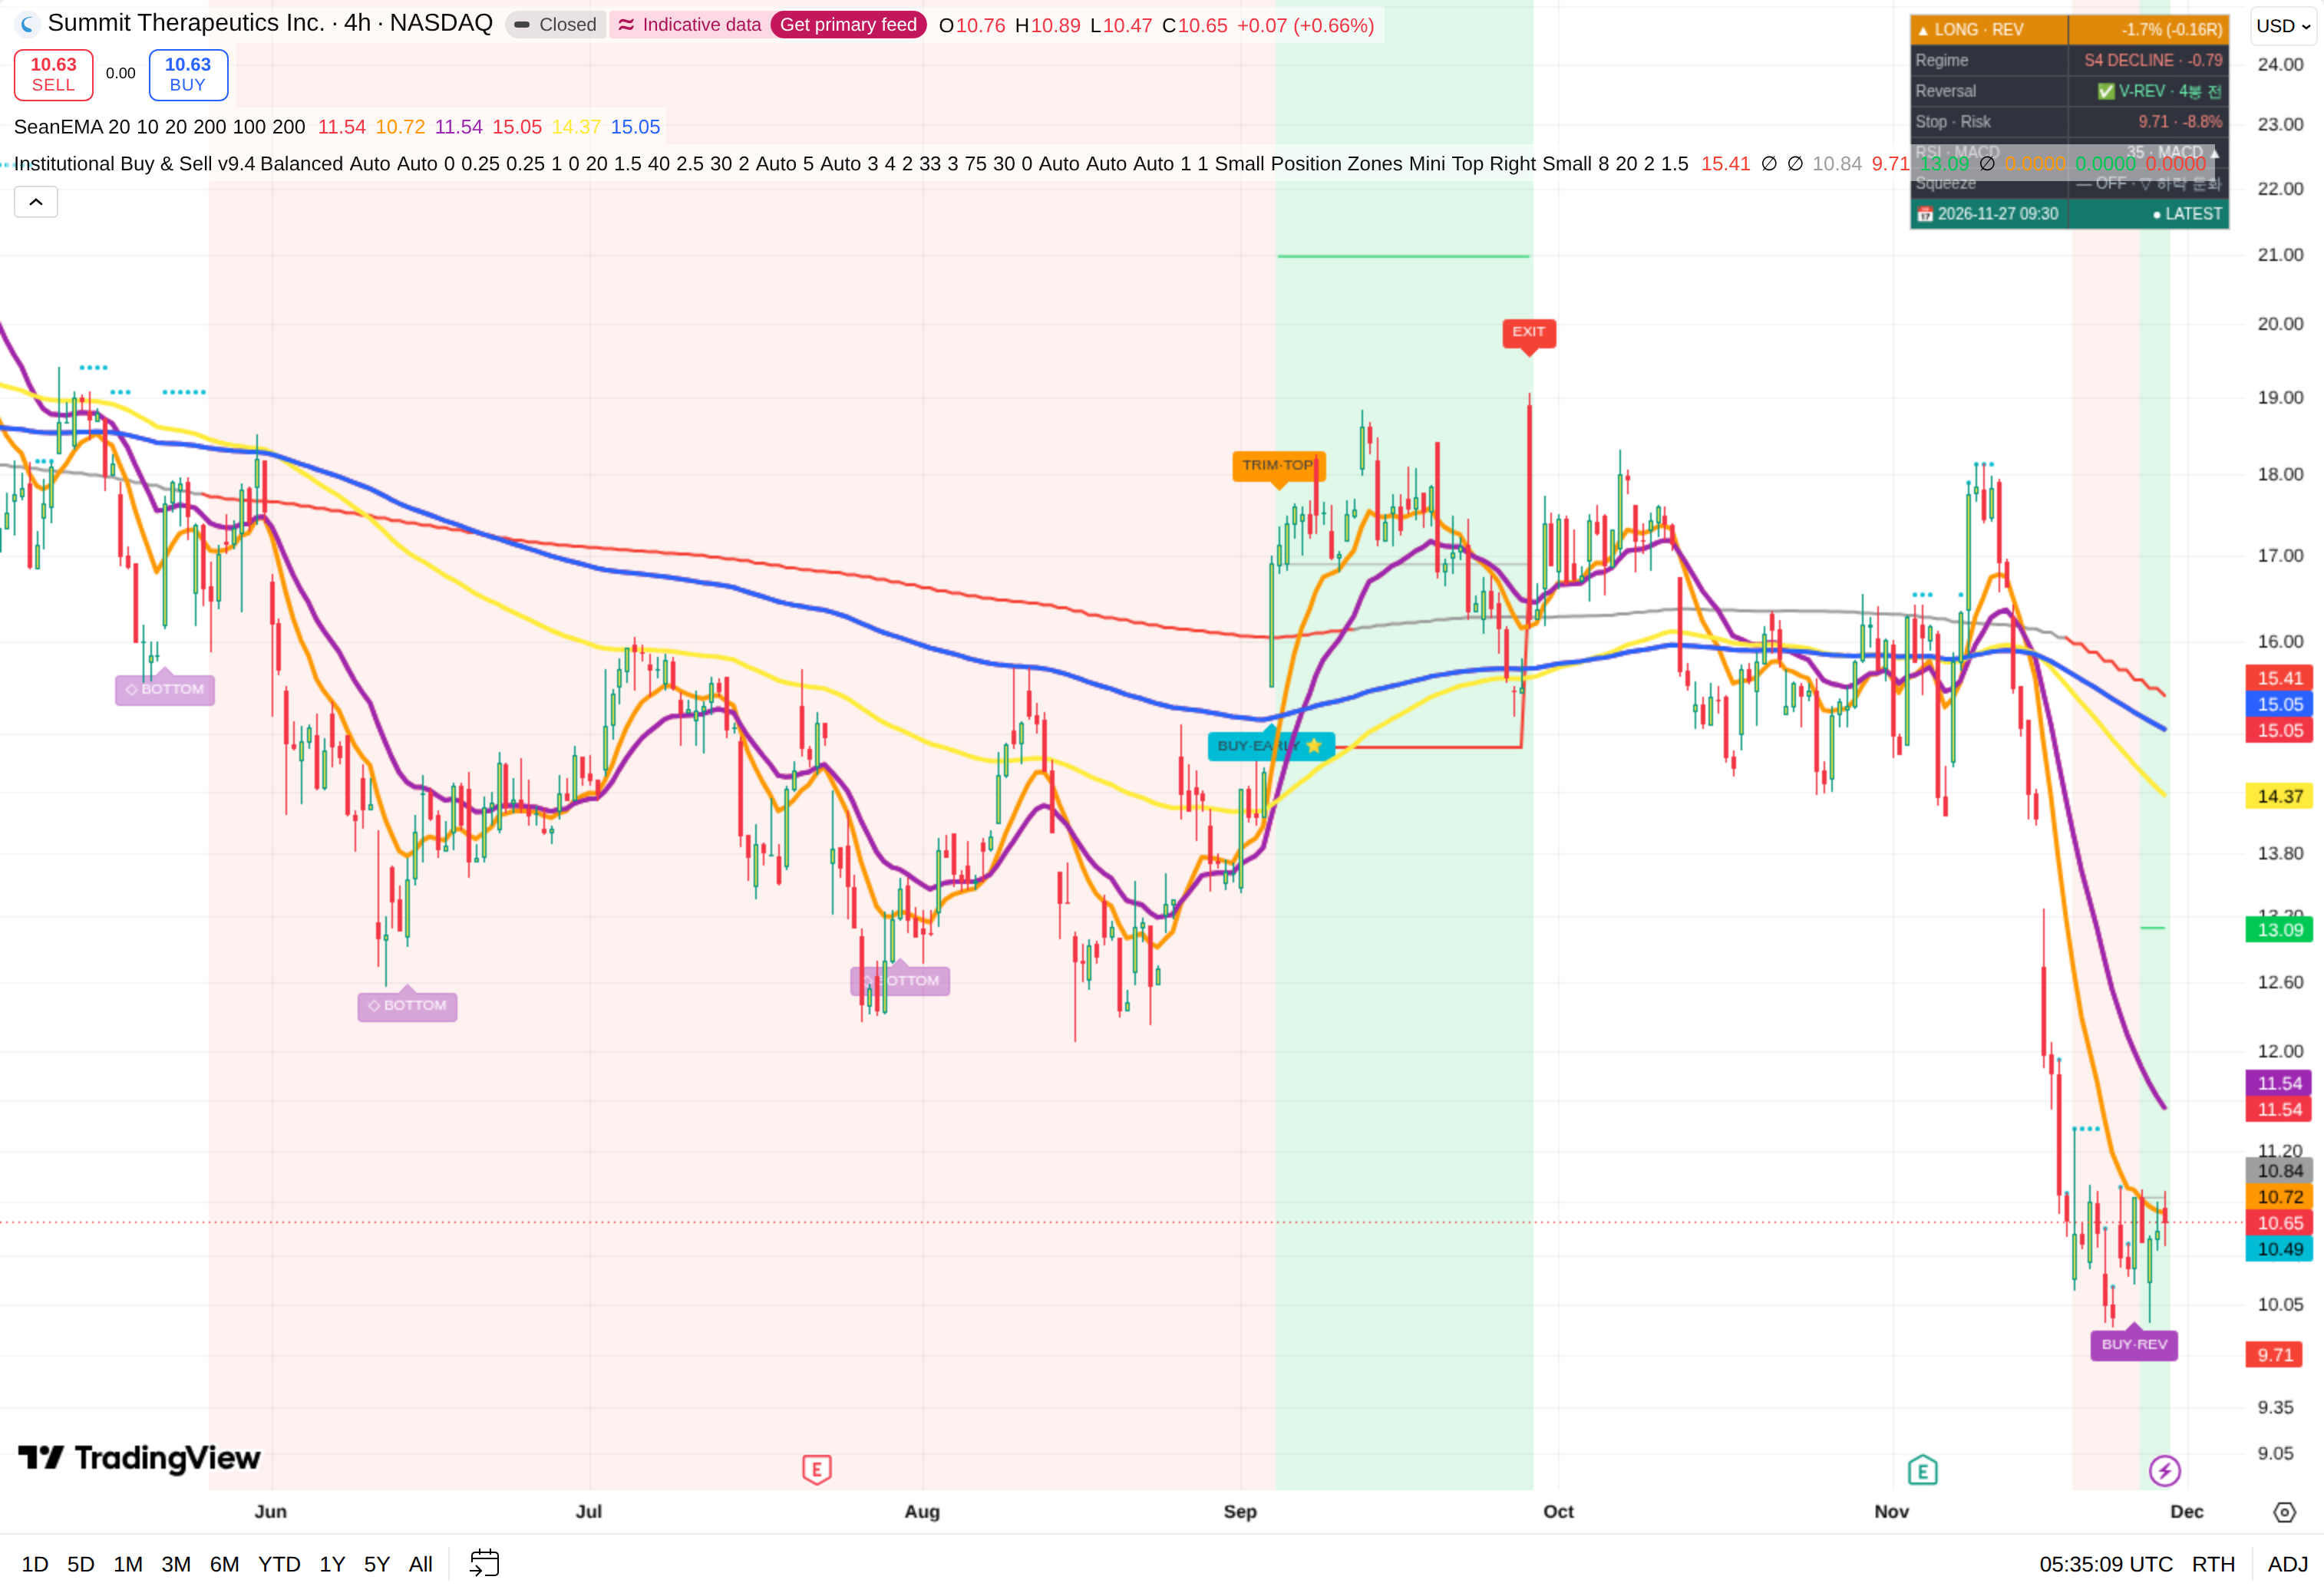 Summit Therapeutics Inc. · 4h · NASDAQ
Closed
Indicative data
Get primary feed
O10.76 H10.89 L10.47 C10.65 +0.07 (+0.66%)
10.63
SELL
0.00
10.63
BUY
SeanEMA 20 10 20 200 100 200 11.54 10.72 11.54 15.05 14.37 15.05
Institutional Buy & Sell v9.4 Balanced Auto Auto 0 0.25 0.25 1 0 20 1.5 40 2.5 30 2 Auto 5 Auto 3 4 2 33 3 75 30 0 Auto Auto Auto 1 1 Small Position Zones Mini Top Right Small 8 20 2 1.5 15.41 ∅ ∅ 10.84 9.71 13.09 ∅ 0.0000 0.0000 0.0000
▲ LONG · REV -1.7% (-0.16R)
Regime S4 DECLINE · -0.79
Reversal ✅ V-REV · 4봉 전
Stop · Risk 9.71 · -8.8%
RSI · MACD 35 · MACD ▲
Squeeze — OFF · ▽ 하락 둔화
📅 2026-11-27 09:30 ● LATEST
USD
24.00
23.00
22.00
21.00
20.00
19.00
18.00
17.00
16.00
15.41
15.05
15.05
14.37
13.80
13.20
13.09
12.60
12.00
11.54
11.54
11.20
10.84
10.72
10.65
10.49
10.05
9.71
9.35
9.05
EXIT
TRIM-TOP
BUY-EARLY ⭐
◇ BOTTOM
◇ BOTTOM
◇ BOTTOM
BUY-REV
TradingView
E
E
Jun
Jul
Aug
Sep
Oct
Nov
Dec
1D 5D 1M 3M 6M YTD 1Y 5Y All
05:35:09 UTC RTH ADJ